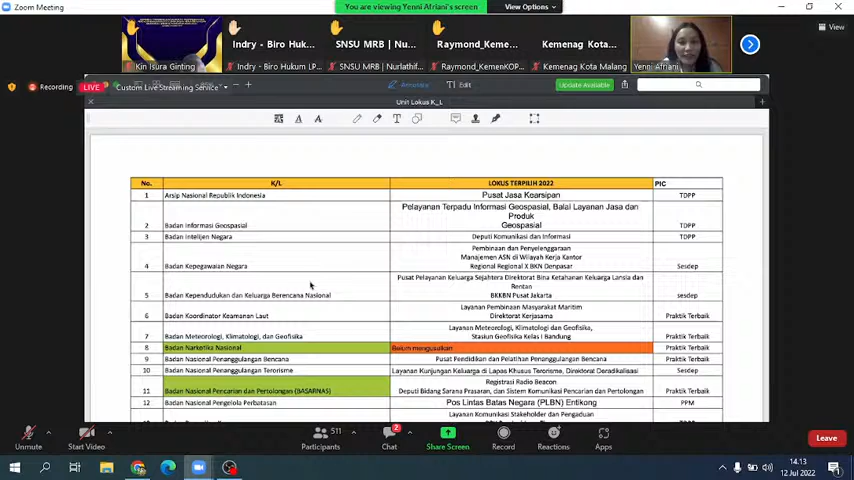 Zoom Meeting
You are viewing Yenni Afriani's screen
View Options
View
Kin Isura Ginting
Indry - Biro Hukum...
Indry - Biro Hukum LP...
SNSU MRB | Nu...
SNSU MRB | Nurlathif...
Raymond_Keme...
Raymond_KemenKOP...
Kemenag Kota...
Kemenag Kota Malang
Yenni Afriani
Recording
LIVE
Custom Live Streaming Service
Annotate
Edit
Update Available
Unit Lokus K_L
No. K/L LOKUS TERPILIH 2022 PIC
1 Arsip Nasional Republik Indonesia Pusat Jasa Kearsipan TDPP
Pelayanan Terpadu Informasi Geospasial, Balai Layanan Jasa dan
Produk
2 Badan Informasi Geospasial Geospasial TDPP
3 Badan Intelijen Negara Deputi Komunikasi dan Informasi TDPP
Pembinaan dan Penyelenggaraan
Manajemen ASN di Wilayah Kerja Kantor
4 Badan Kepegawaian Negara Regional Regional X BKN Denpasar Sesdep
Pusat Pelayanan Keluarga Sejahtera Direktorat Bina Ketahanan Keluarga Lansia dan
Rentan
5 Badan Kependudukan dan Keluarga Berencana Nasional BKKBN Pusat Jakarta sesdep
Layanan Pembinaan Masyarakat Maritim
6 Badan Koordinator Keamanan Laut Direktorat Kerjasama Praktik Terbaik
Layanan Meteorologi, Klimatologi dan Geofisika,
7 Badan Meteorologi, Klimatologi, dan Geofisika Stasiun Geofisika Kelas I Bandung Praktik Terbaik
8 Badan Narkotika Nasional Belum mengusulkan Praktik Terbaik
9 Badan Nasional Penanggulangan Bencana Pusat Pendidikan dan Pelatihan Penanggulangan Bencana Praktik Terbaik
10 Badan Nasional Penanggulangan Terorisme Layanan Kunjungan Keluarga di Lapas Khusus Terorisme, Direktorat Deradikalisasi Sesdep
Registrasi Radio Beacon
11 Badan Nasional Pencarian dan Pertolongan (BASARNAS) Deputi Bidang Sarana Prasaran, dan Sistem Komunikasi Pencarian dan Pertolongan Praktik Terbaik
12 Badan Nasional Pengelola Perbatasan Pos Lintas Batas Negara (PLBN) Entikong PPM
Layanan Komunikasi Stakeholder dan Pengaduan
Unmute
Start Video
511
Participants
2
Chat
Share Screen
Record
Reactions
Apps
Leave
14.13
12 Jul 2022